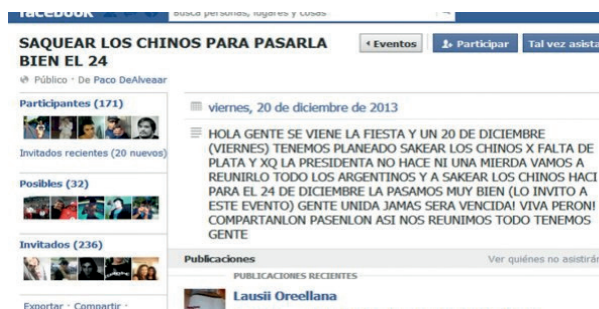 facebook
Busca personas, lugares y cosas
SAQUEAR LOS CHINOS PARA PASARLA
BIEN EL 24
Público · De Paco DeAlveaar
Eventos
Participar
Tal vez asista
Participantes (171)
Invitados recientes (20 nuevos)
Posibles (32)
Invitados (236)
Exportar · Compartir ·
viernes, 20 de diciembre de 2013
HOLA GENTE SE VIENE LA FIESTA Y UN 20 DE DICIEMBRE
(VIERNES) TENEMOS PLANEADO SAKEAR LOS CHINOS X FALTA DE
PLATA Y XQ LA PRESIDENTA NO HACE NI UNA MIERDA VAMOS A
REUNIRLO TODO LOS ARGENTINOS Y A SAKEAR LOS CHINOS HACI
PARA EL 24 DE DICIEMBRE LA PASAMOS MUY BIEN (LO INVITO A
ESTE EVENTO) GENTE UNIDA JAMAS SERA VENCIDA! VIVA PERON!
COMPARTANLON PASENLON ASI NOS REUNIMOS TODO TENEMOS
GENTE
Publicaciones
Ver quiénes no asistirán
PUBLICACIONES RECIENTES
Lausii Oreellana